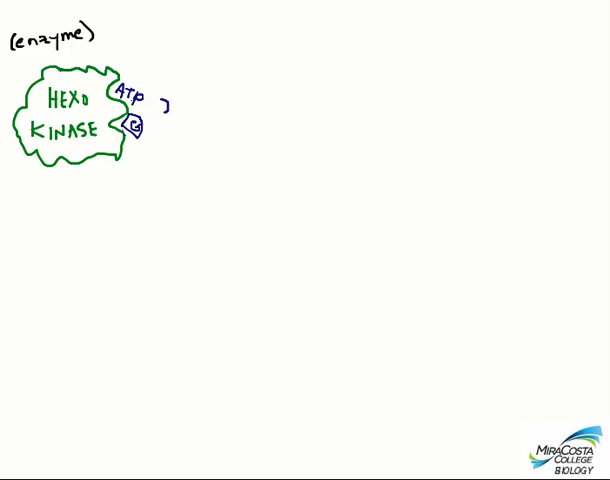 (enzyme)
HEXO
KINASE
ATP
G
MIRACOSTA
COLLEGE
BIOLOGY